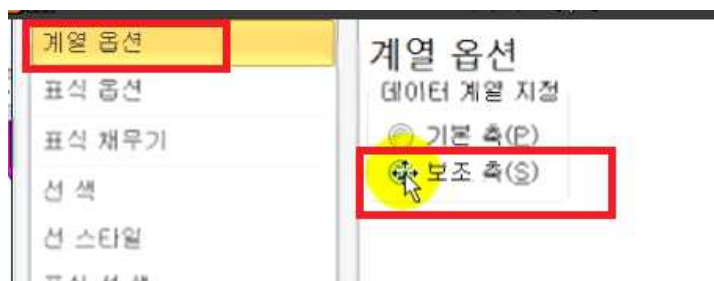 계열 옵션
표식 옵션
표식 채우기
선 색
선 스타일
계열 옵션
데이터 계열 지정
기본 축(P)
보조 축(S)